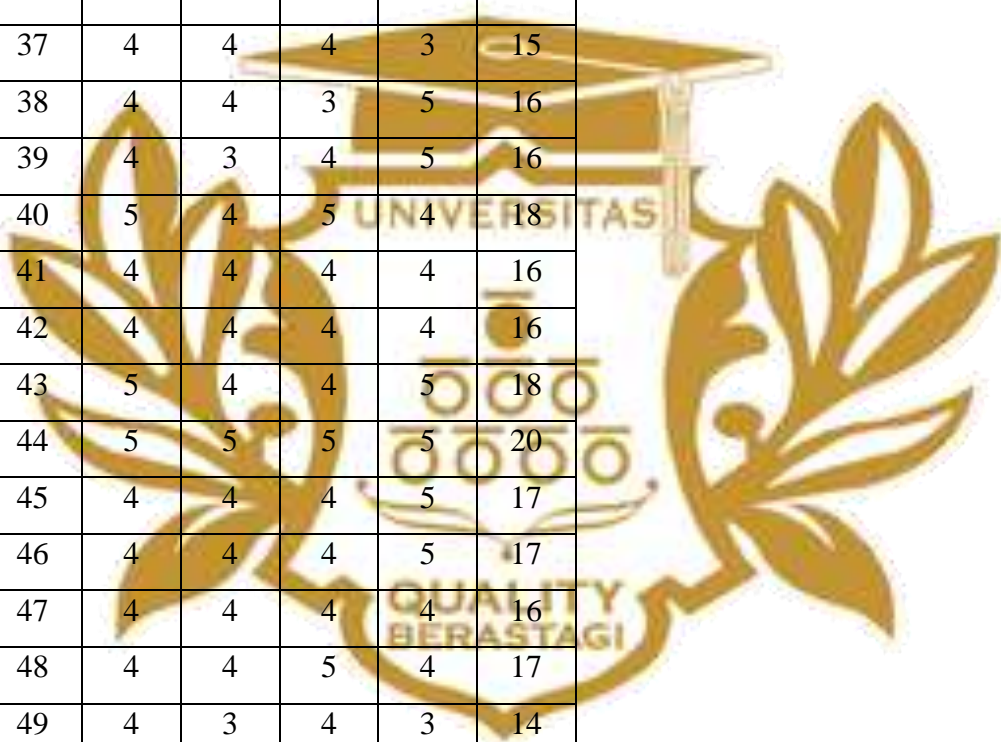 37 4 4 4 3 15
38 4 4 3 5 16
39 4 3 4 5 16
UNIVERSITAS
40 5 4 5 4 18
41 4 4 4 4 16
42 4 4 4 4 16
43 5 4 4 5 18
44 5 5 5 5 20
45 4 4 4 5 17
46 4 4 4 5 17
47 4 4 4 4 16
QUALITY
BERASTAGI
48 4 4 5 4 17
49 4 3 4 3 14